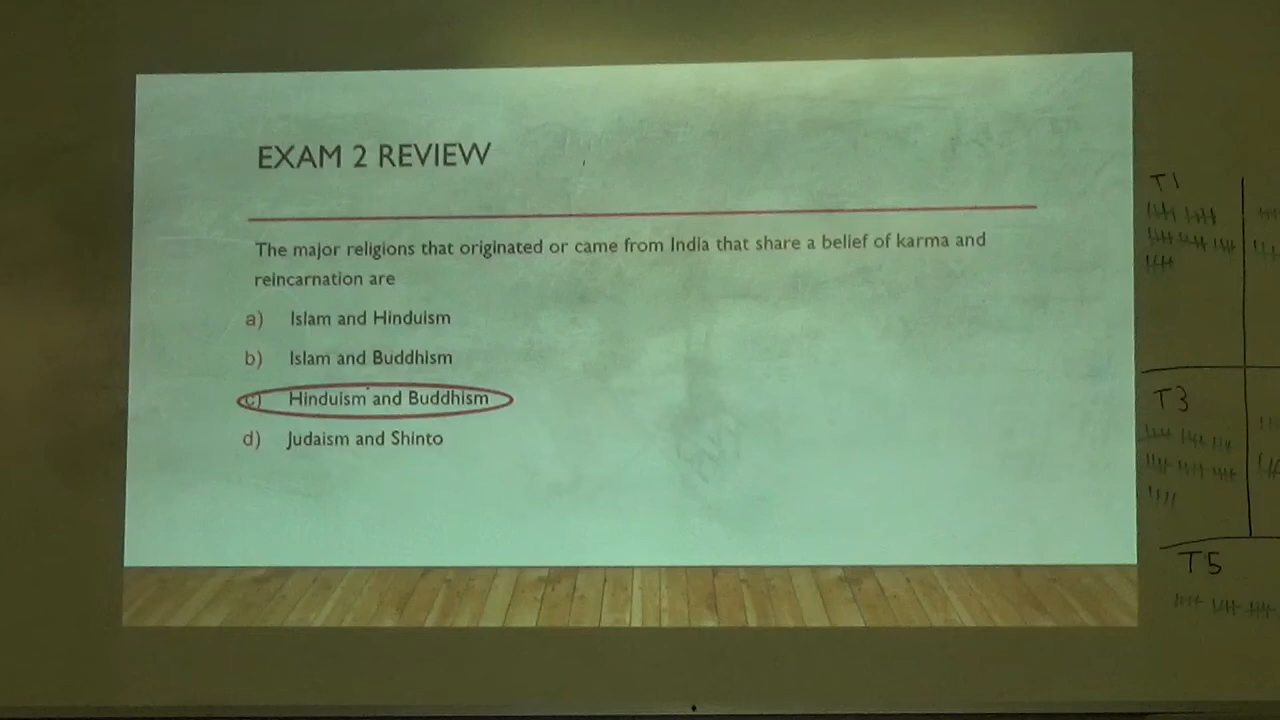 EXAM 2 REVIEW
The major religions that originated or came from India that share a belief of karma and
reincarnation are
a) Islam and Hinduism
b) Islam and Buddhism
c) Hinduism and Buddhism
d) Judaism and Shinto
T1
T3
T5